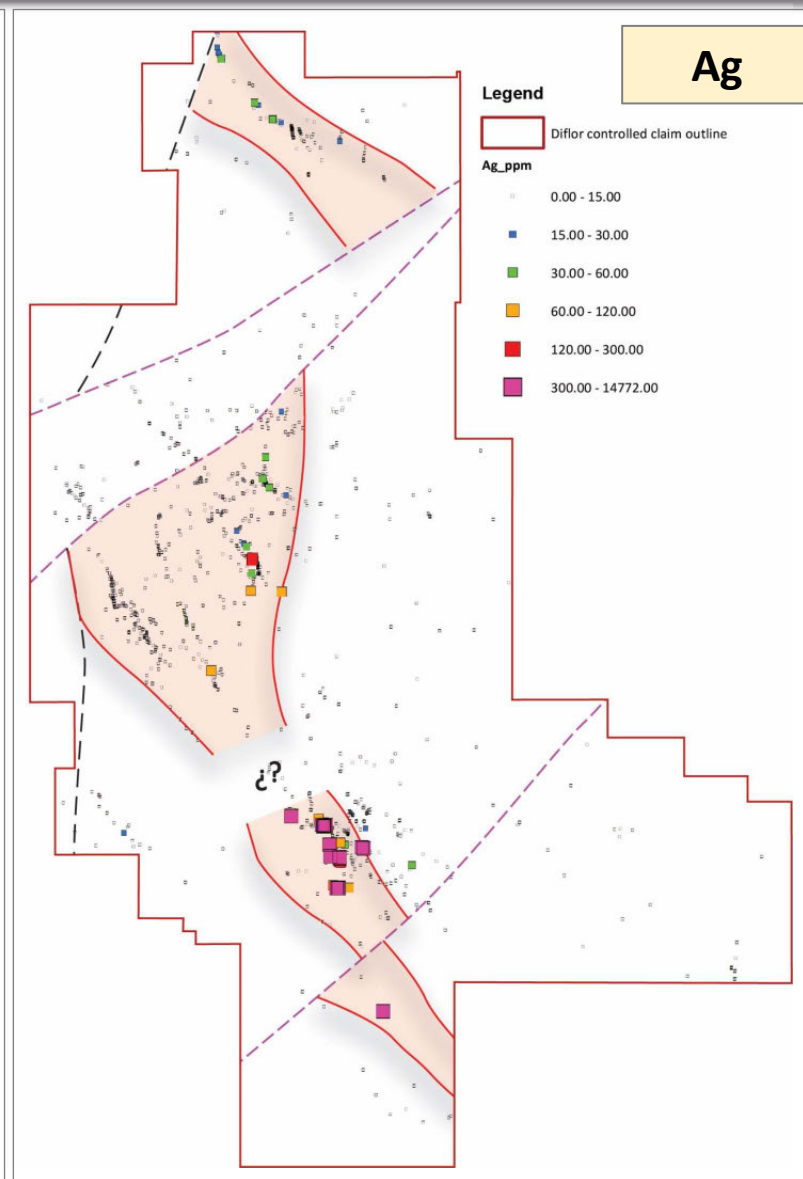 Ag
Legend
Diflor controlled claim outline
Ag_ppm
0.00 - 15.00
15.00 - 30.00
30.00 - 60.00
60.00 - 120.00
120.00 - 300.00
300.00 - 14772.00
¿?